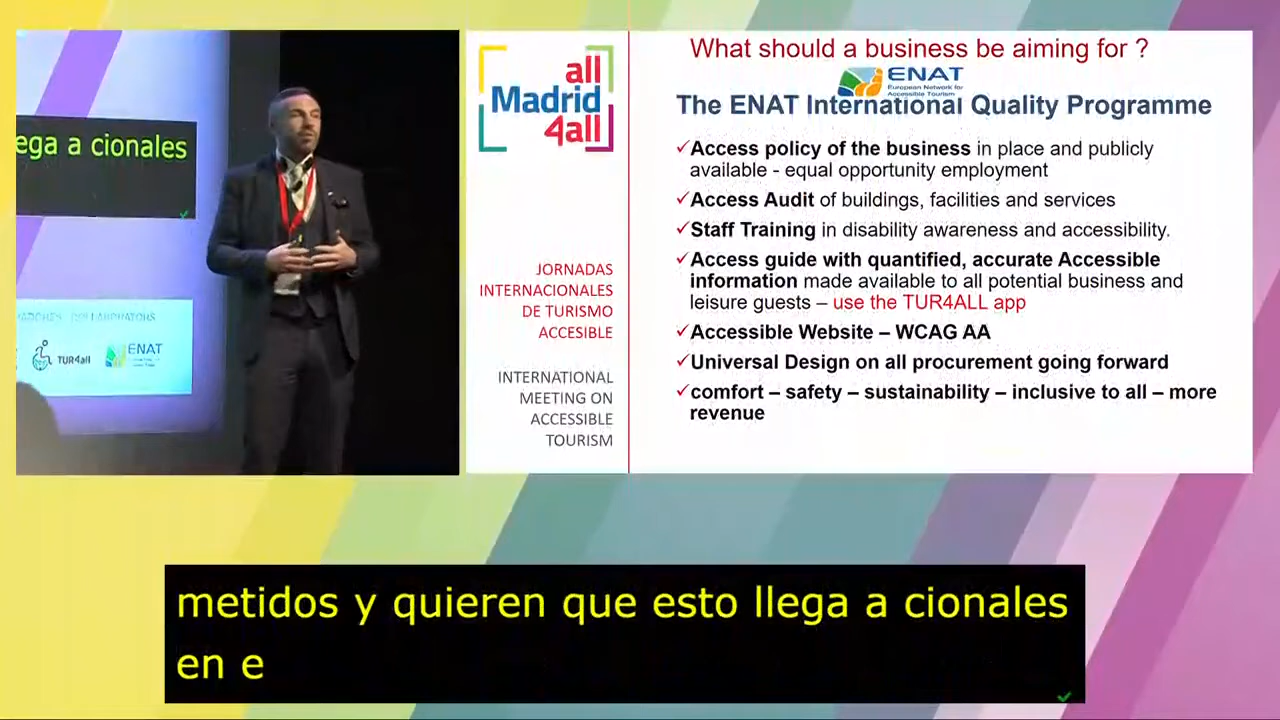 ega a cionales
TUR4all
ENAT
all
Madrid
4all
JORNADAS
INTERNACIONALES
DE TURISMO
ACCESIBLE
INTERNATIONAL
MEETING ON
ACCESSIBLE
TOURISM
What should a business be aiming for ?
ENAT
European Network for
Accessible Tourism
The ENAT International Quality Programme
✓Access policy of the business in place and publicly
available - equal opportunity employment
✓Access Audit of buildings, facilities and services
✓Staff Training in disability awareness and accessibility.
✓Access guide with quantified, accurate Accessible
information made available to all potential business and
leisure guests – use the TUR4ALL app
✓Accessible Website – WCAG AA
✓Universal Design on all procurement going forward
✓comfort – safety – sustainability – inclusive to all – more
revenue
metidos y quieren que esto llega a cionales
en e